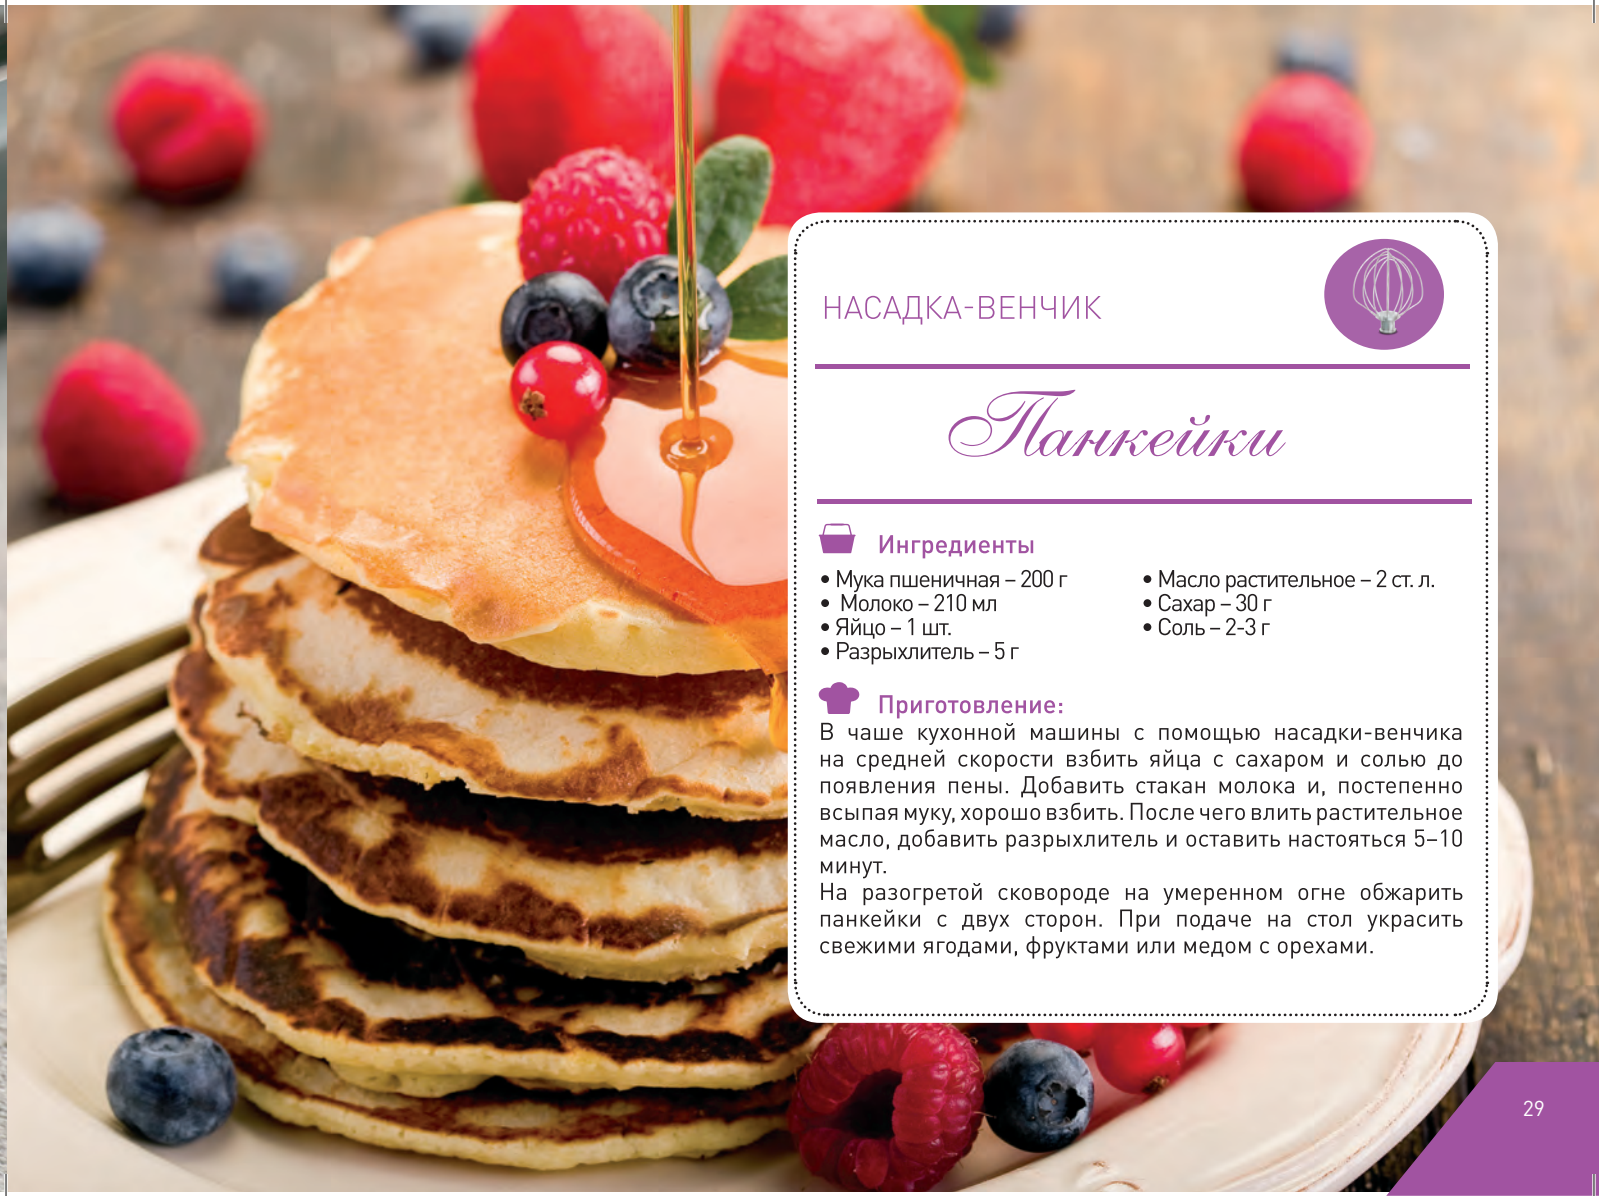 НАСАДКА-ВЕНЧИК
Панкейки
Ингредиенты
• Мука пшеничная – 200 г
• Молоко – 210 мл
• Яйцо – 1 шт.
• Разрыхлитель – 5 г
• Масло растительное – 2 ст. л.
• Сахар – 30 г
• Соль – 2-3 г
Приготовление:
В чаше кухонной машины с помощью насадки-венчика
на средней скорости взбить яйца с сахаром и солью до
появления пены. Добавить стакан молока и, постепенно
всыпая муку, хорошо взбить. После чего влить растительное
масло, добавить разрыхлитель и оставить настояться 5–10
минут.
На разогретой сковороде на умеренном огне обжарить
панкейки с двух сторон. При подаче на стол украсить
свежими ягодами, фруктами или медом с орехами.
29